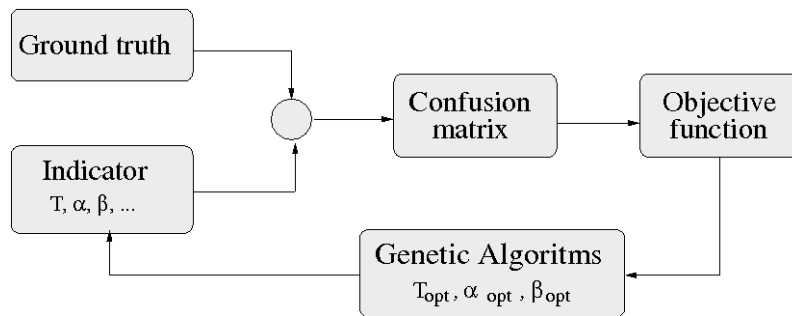 Ground truth
Confusion
matrix
Objective
function
Indicator
T, α, β, ...
Genetic Algoritms
Topt, α opt, βopt